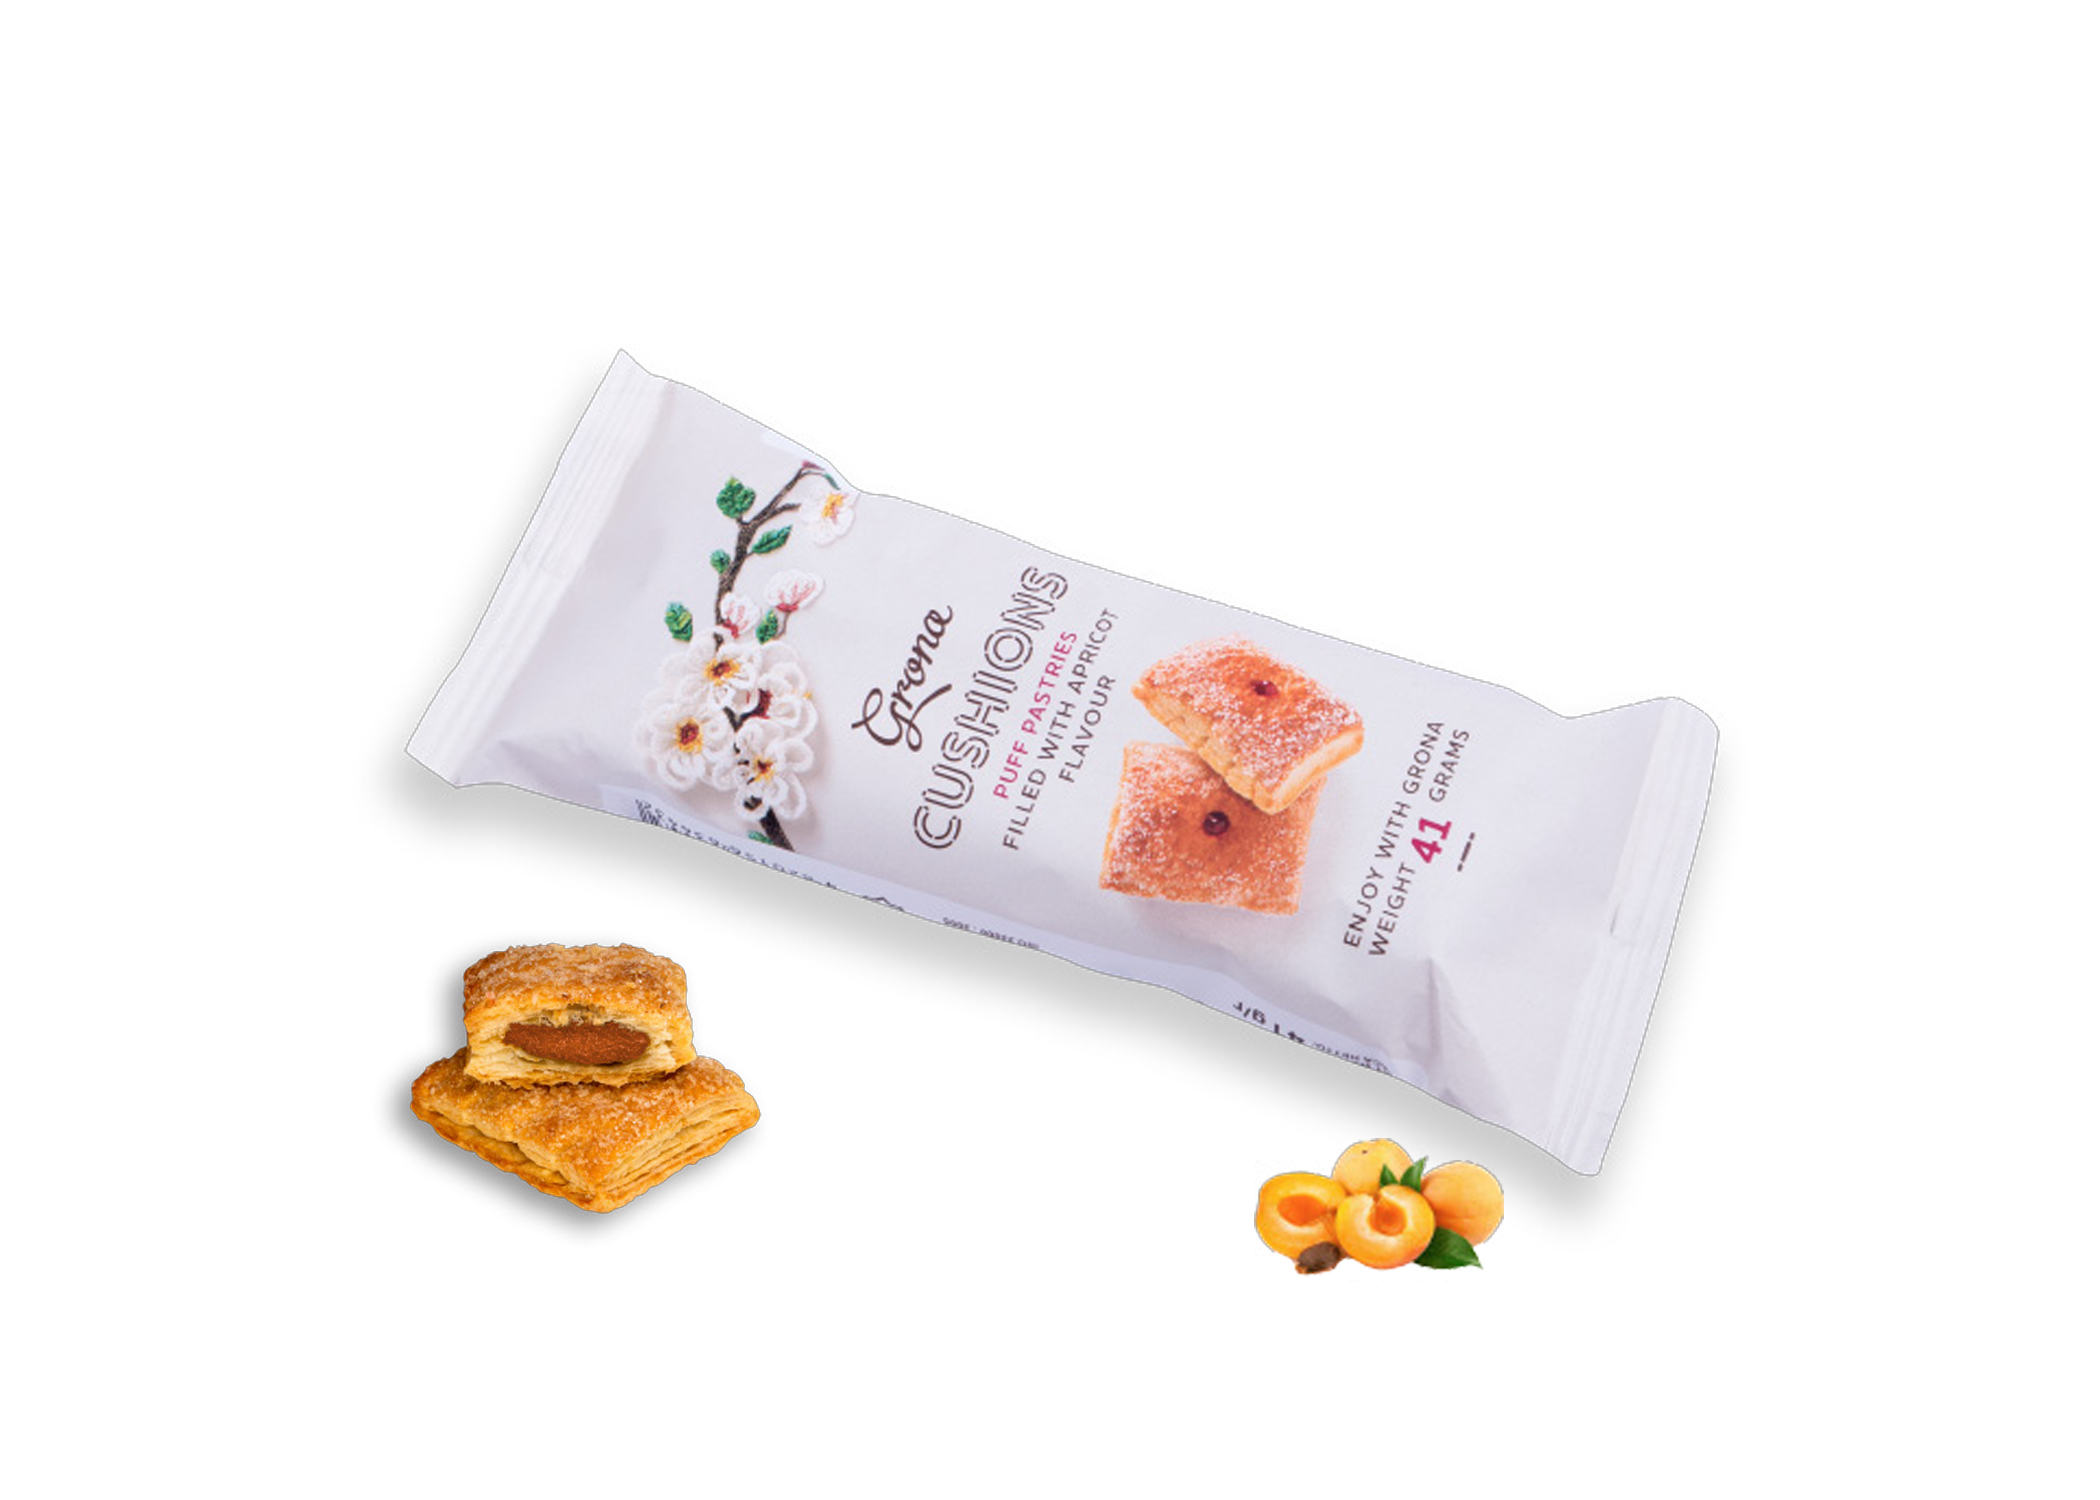 Grona
CUSHIONS
PUFF PASTRIES
FILLED WITH APRICOT
FLAVOUR
ENJOY WITH GRONA
WEIGHT 41 GRAMS